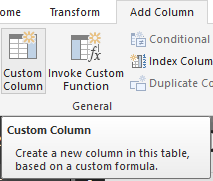 ome Transform Add Column
Custom Column
Invoke Custom Function
Conditional
Index Colum
Duplicate Co
General
Custom Column
Create a new column in this table,
based on a custom formula.